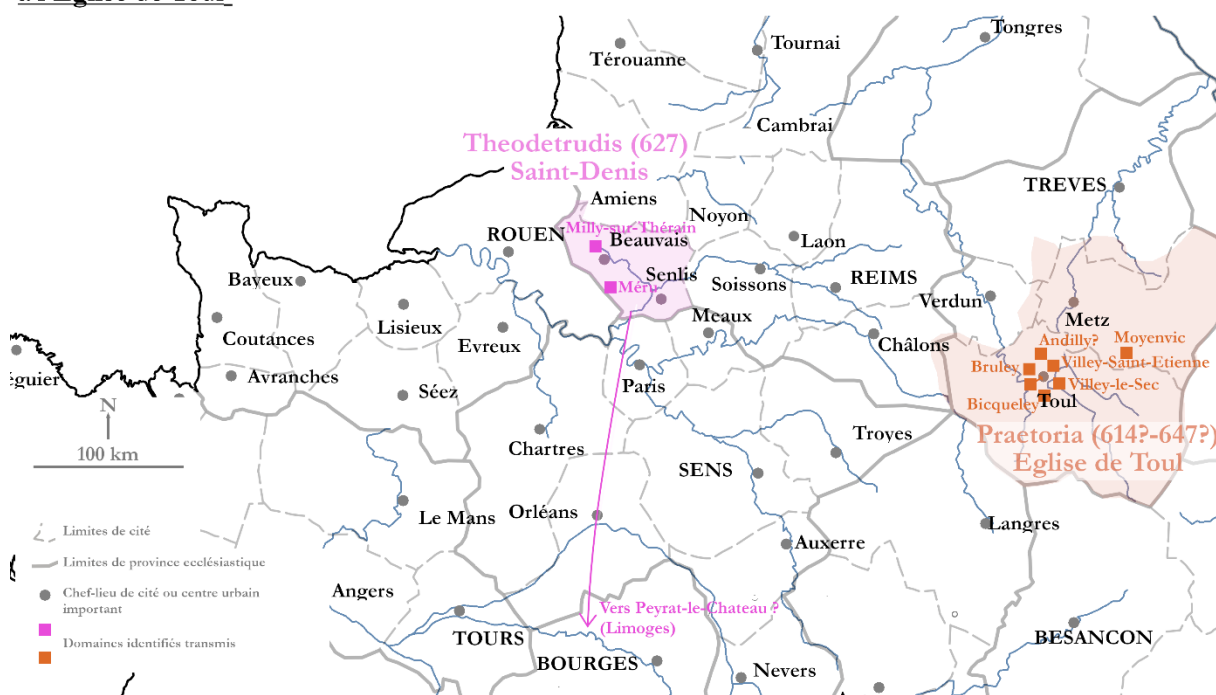 à l'Eglise de Toul
Tongres
Tournai
Térouanne
Cambrai
Theodetrudis (627)
Saint-Denis
TREVES
Amiens
Noyon
Milly-sur-Thérain
ROUEN
Beauvais
Laon
Senlis
Soissons
REIMS
Bayeux
Méru
Verdun
Lisieux
Meaux
Metz
Coutances
Evreux
Châlons
Andilly?
Moyenvic
Villey-Saint-Etienne
Bruley
éguier
Avranches
Séez
Paris
Villey-le-Sec
Bicqueley
Toul
N
100 km
Chartres
Troyes
Praetoria (614?-647?)
Eglise de Toul
SENS
Le Mans
Orléans
Langres
Limites de cité
Auxerre
Limites de province ecclésiastique
Chef-lieu de cité ou centre urbain
important
Angers
Vers Peyrat-le-Chateau ?
(Limoges)
Domaines identifiés transmis
TOURS
BESANCON
BOURGES
Nevers